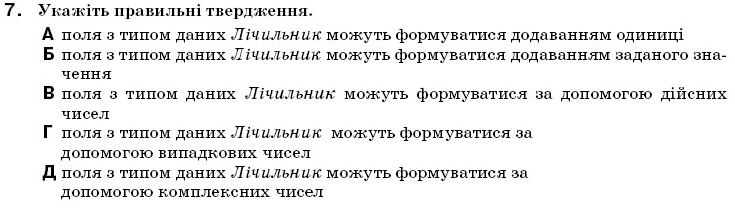 7. Укажіть правильні твердження.
А поля з типом даних Лічильник можуть формуватися додаванням одиниці
Б поля з типом даних Лічильник можуть формуватися додаванням заданого зна-
чення
В поля з типом даних Лічильник можуть формуватися за допомогою дійсних
чисел
Г поля з типом даних Лічильник можуть формуватися за
допомогою випадкових чисел
Д поля з типом даних Лічильник можуть формуватися за
допомогою комплексних чисел